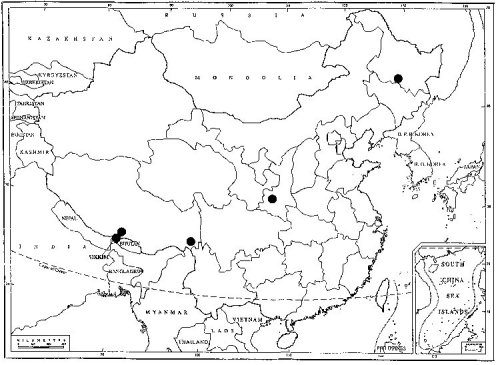 RUSSIA
KAZAKHSTAN
MONGOLIA
KYRGYZSTAN
TAJIKISTAN
KASHMIR
D.P.R. KOREA
R.O. KOREA
JAPAN
NEPAL
INDIA
SIKKIM
BHUTAN
BANGLADESH
MYANMAR
VIETNAM
LAOS
THAILAND
PHILIPPINES
SOUTH
CHINA
SEA
ISLANDS